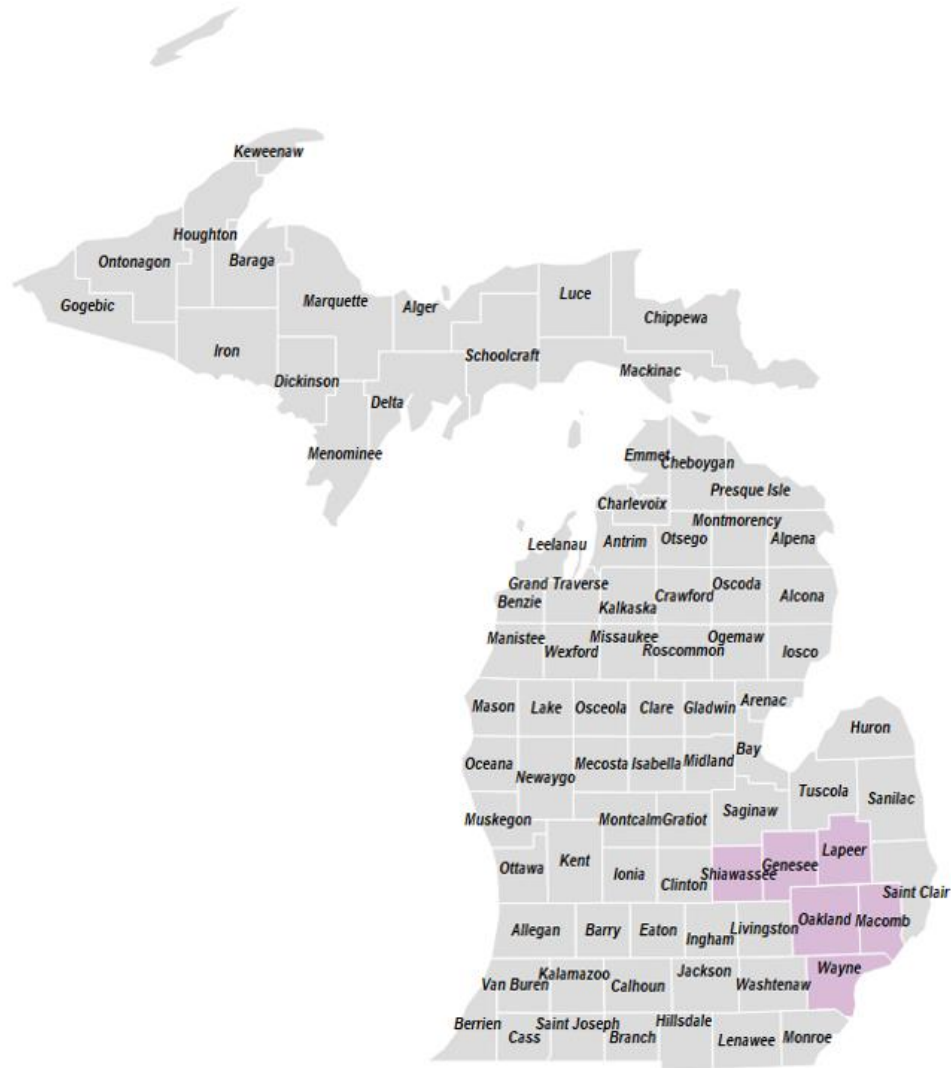 Keweenaw
Houghton
Ontonagon
Baraga
Gogebic
Marquette
Alger
Luce
Chippewa
Iron
Schoolcraft
Mackinac
Dickinson
Delta
Menominee
Emmet
Cheboygan
Presque Isle
Charlevoix
Montmorency
Leelanau
Antrim
Otsego
Alpena
Grand Traverse
Benzie
Kalkaska
Crawford
Oscoda
Alcona
Manistee
Wexford
Missaukee
Roscommon
Ogemaw
Iosco
Mason
Lake
Osceola
Clare
Gladwin
Arenac
Huron
Oceana
Newaygo
Mecosta
Isabella
Midland
Bay
Tuscola
Sanilac
Muskegon
Montcalm
Gratiot
Saginaw
Lapeer
Ottawa
Kent
Ionia
Clinton
Shiawassee
Genesee
Saint Clair
Allegan
Barry
Eaton
Ingham
Livingston
Oakland
Macomb
Van Buren
Kalamazoo
Calhoun
Jackson
Washtenaw
Wayne
Berrien
Cass
Saint Joseph
Branch
Hillsdale
Lenawee
Monroe